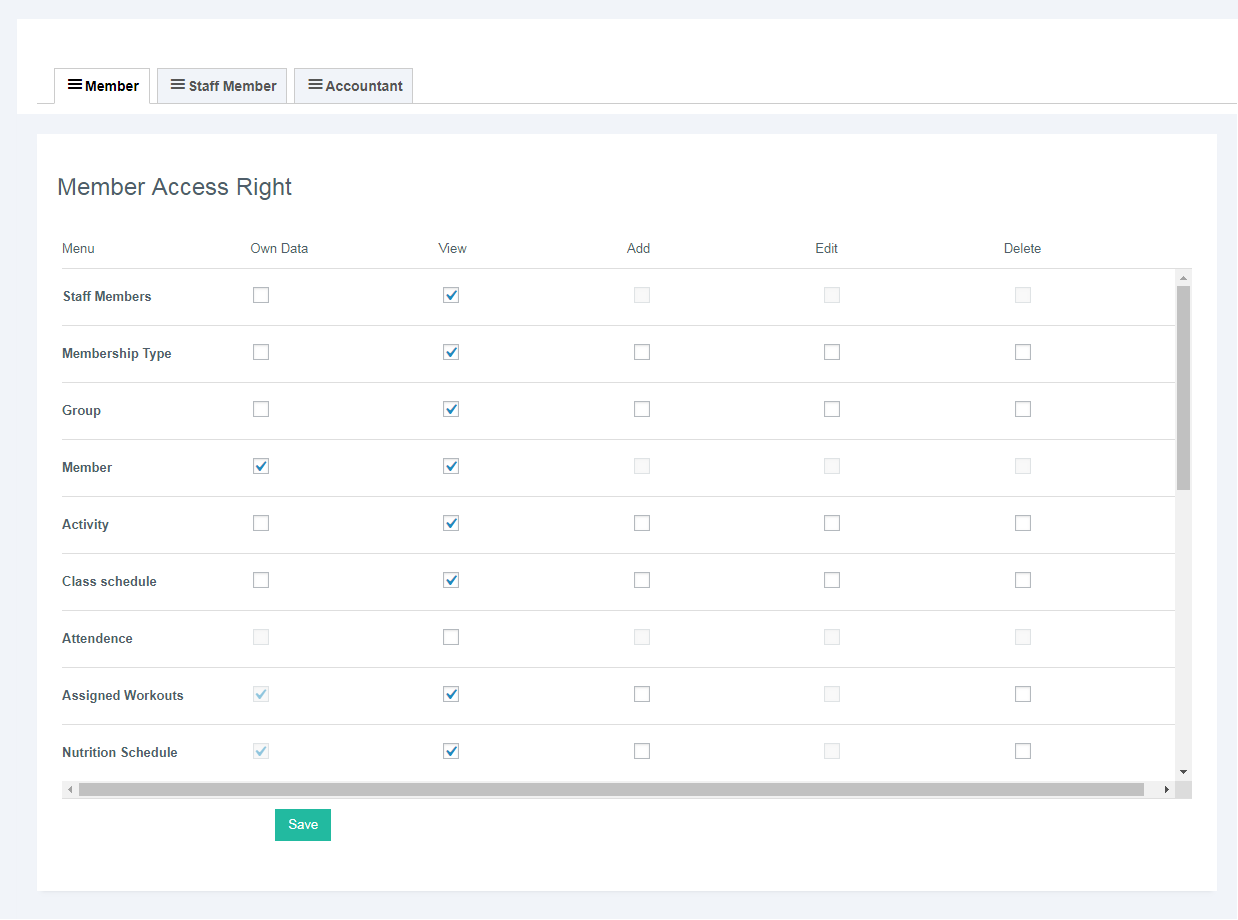 Member Staff Member Accountant
Member Access Right
Menu Own Data View Add Edit Delete
Staff Members
Membership Type
Group
Member
Activity
Class schedule
Attendence
Assigned Workouts
Nutrition Schedule
Save